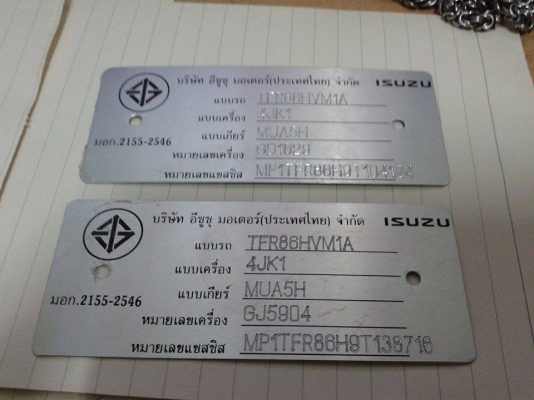 บริษัท อีซูซุ มอเตอร์(ประเทศไทย) จำกัด ISUZU
แบบรถ TFR86HVM1A
แบบเครื่อง 4JK1
แบบเกียร์ MUA5H
มอก.2155-2546
หมายเลขเครื่อง
หมายเลขแชสซิส
บริษัท อีซูซุ มอเตอร์(ประเทศไทย) จำกัด ISUZU
แบบรถ TFR86HVM1A
แบบเครื่อง 4JK1
แบบเกียร์ MUA5H
มอก.2155-2546
หมายเลขเครื่อง GJ5904
หมายเลขแชสซิส MP1TFR86H9T138716